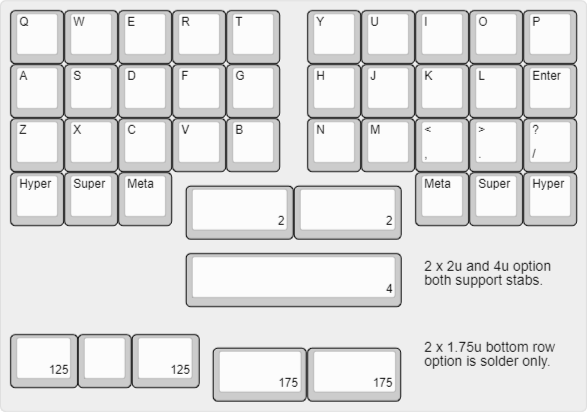 Q W E R T Y U I O P
A S D F G H J K L Enter
Z X C V B N M < > ?
, . /
Hyper Super Meta Meta Super Hyper
2 2
4
2 x 2u and 4u option
both support stabs.
125 125
175 175
2 x 1.75u bottom row
option is solder only.